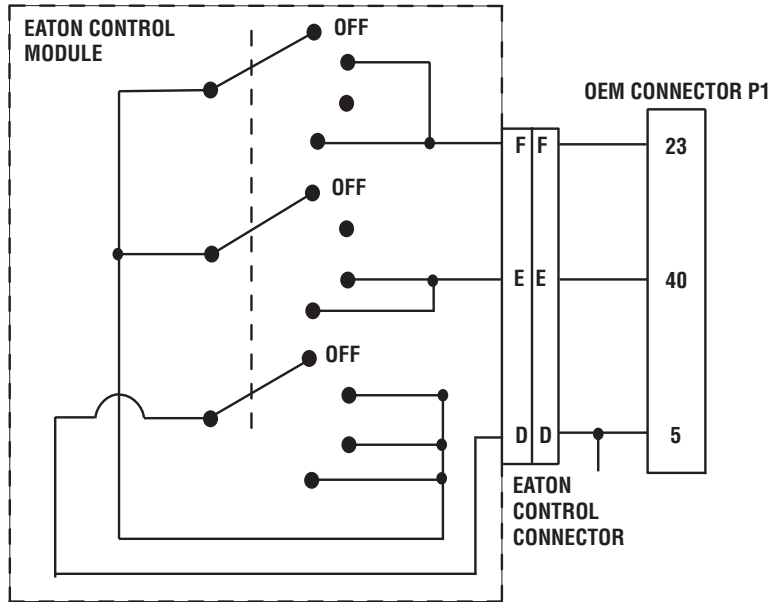 EATON CONTROL
MODULE
OFF
OEM CONNECTOR P1
F F
23
OFF
E E
40
OFF
D D
5
EATON
CONTROL
CONNECTOR